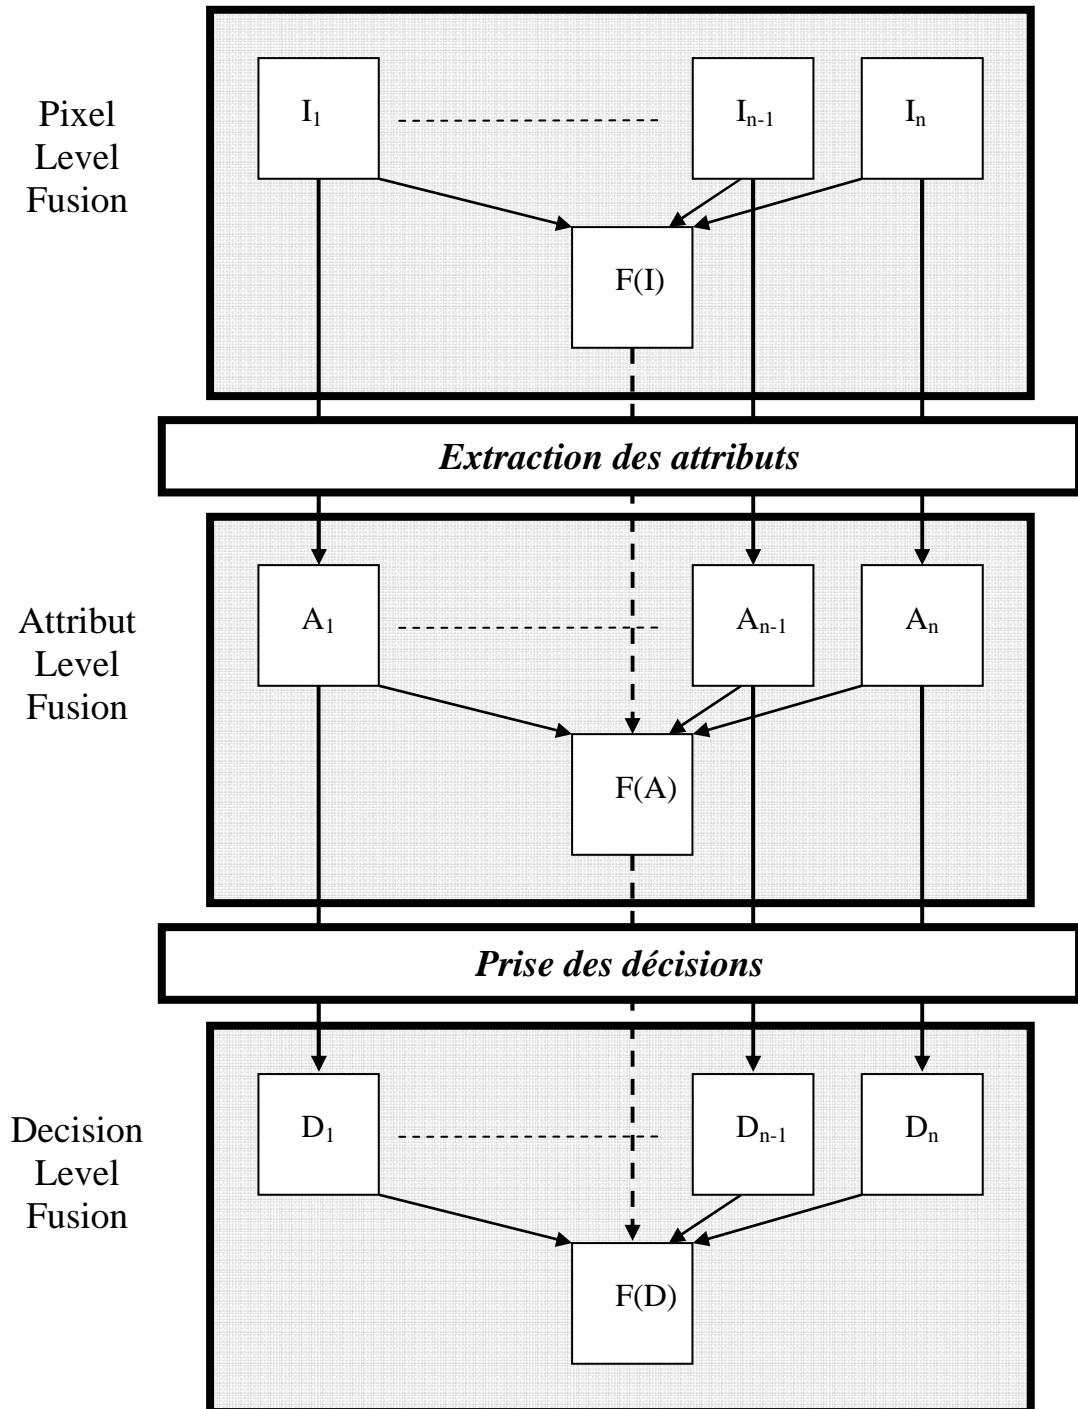 Pixel
Level
Fusion
I₁
Iₙ₋₁
Iₙ
F(I)
Extraction des attributs
Attribut
Level
Fusion
A₁
Aₙ₋₁
Aₙ
F(A)
Prise des décisions
Decision
Level
Fusion
D₁
Dₙ₋₁
Dₙ
F(D)